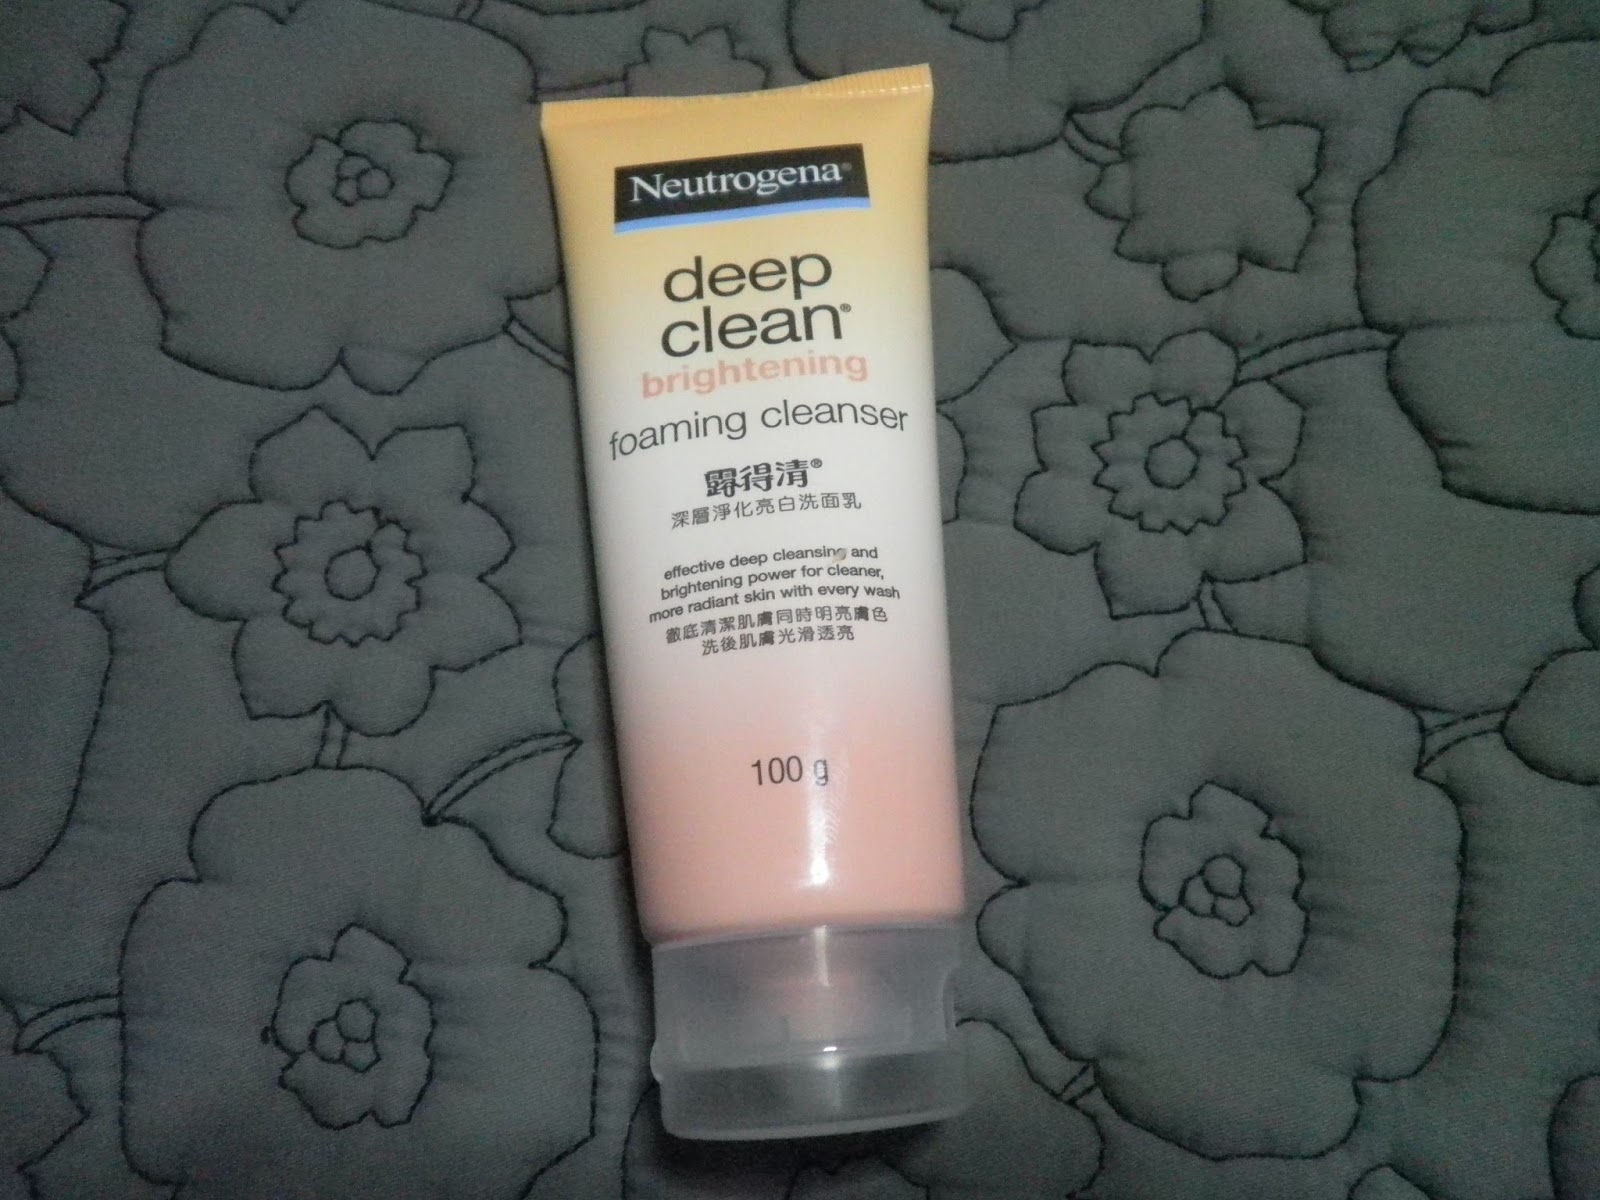 Neutrogena®
deep
clean®
brightening
foaming cleanser
露得清®
深層淨化亮白洗面乳
effective deep cleansing and
brightening power for cleaner,
more radiant skin with every wash
徹底清潔肌膚同時明亮膚色
洗後肌膚光滑透亮
100 g